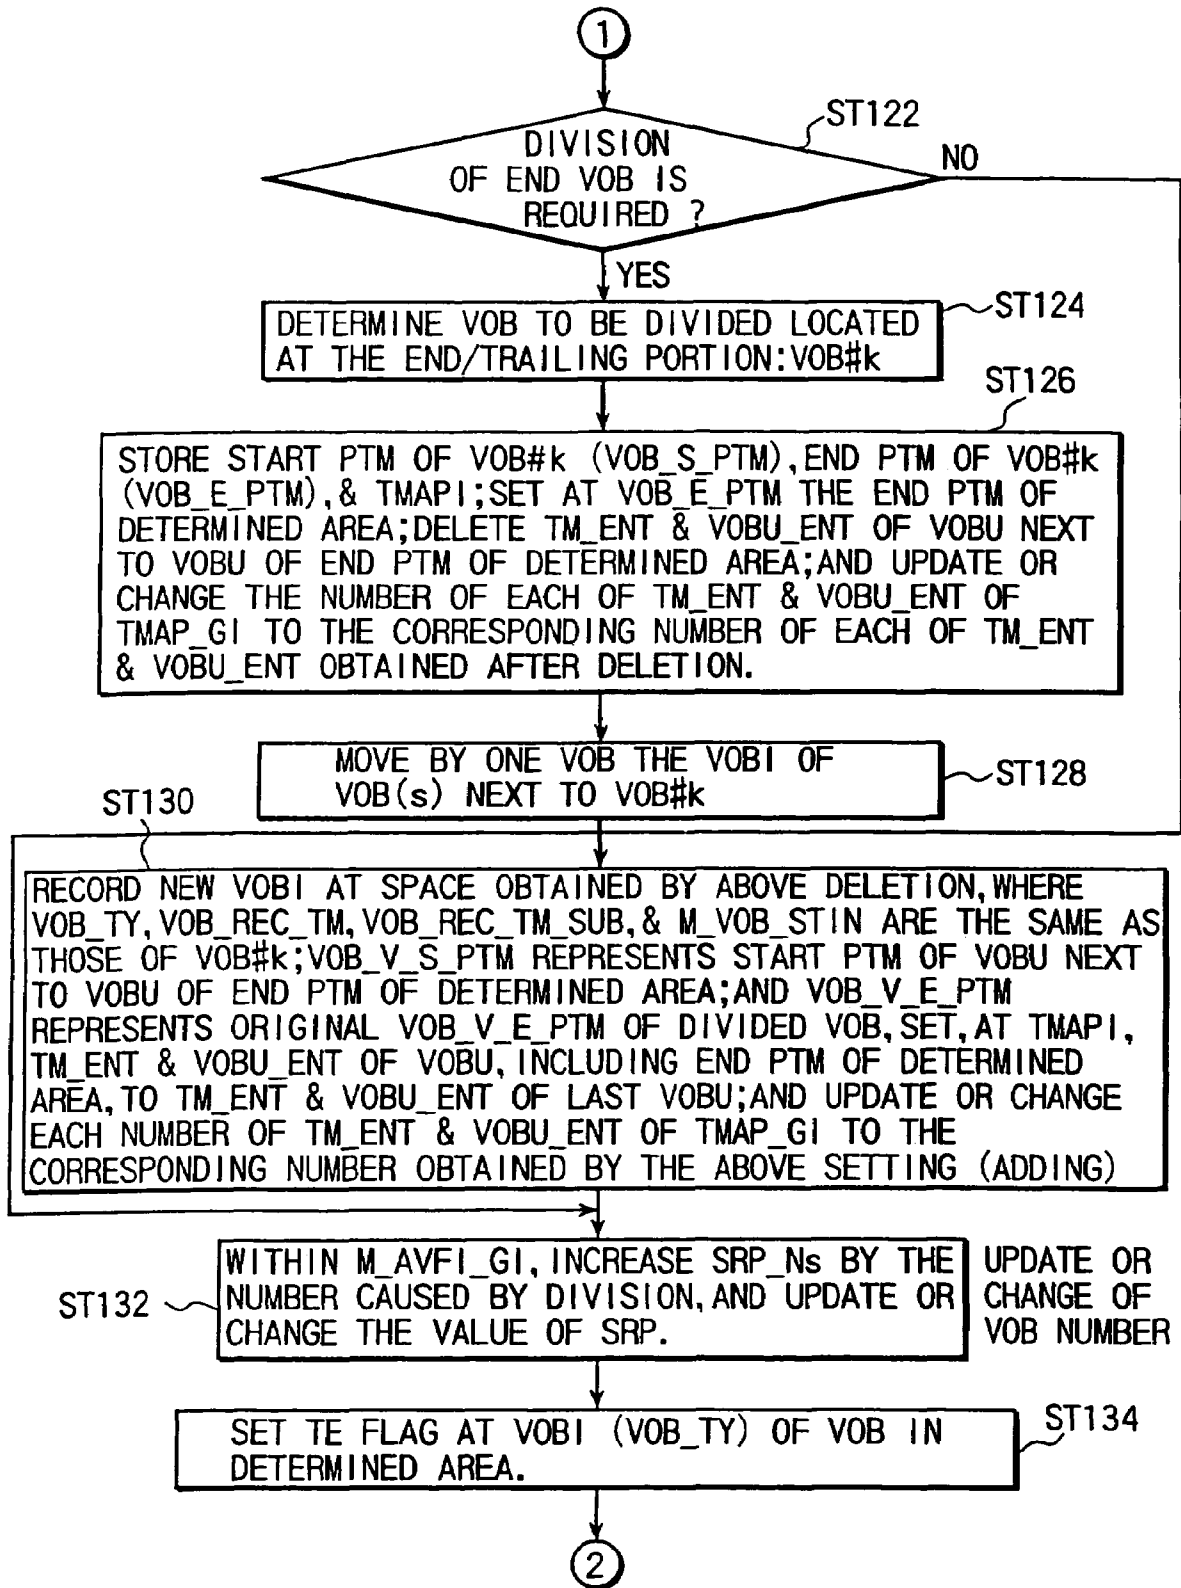 1
ST122
DIVISION
OF END VOB IS
REQUIRED ?
NO
YES
ST124
DETERMINE VOB TO BE DIVIDED LOCATED
AT THE END/TRAILING PORTION:VOB#k
ST126
STORE START PTM OF VOB#k (VOB_S_PTM),END PTM OF VOB#k
(VOB_E_PTM),& TMAPI;SET AT VOB_E_PTM THE END PTM OF
DETERMINED AREA;DELETE TM_ENT & VOBU_ENT OF VOBU NEXT
TO VOBU OF END PTM OF DETERMINED AREA;AND UPDATE OR
CHANGE THE NUMBER OF EACH OF TM_ENT & VOBU_ENT OF
TMAP_GI TO THE CORRESPONDING NUMBER OF EACH OF TM_ENT
& VOBU_ENT OBTAINED AFTER DELETION.
MOVE BY ONE VOB THE VOBI OF
VOB(s) NEXT TO VOB#k
ST128
ST130
RECORD NEW VOBI AT SPACE OBTAINED BY ABOVE DELETION,WHERE
VOB_TY,VOB_REC_TM,VOB_REC_TM_SUB,& M_VOB_STIN ARE THE SAME AS
THOSE OF VOB#k;VOB_V_S_PTM REPRESENTS START PTM OF VOBU NEXT
TO VOBU OF END PTM OF DETERMINED AREA;AND VOB_V_E_PTM
REPRESENTS ORIGINAL VOB_V_E_PTM OF DIVIDED VOB,SET,AT TMAPI,
TM_ENT & VOBU_ENT OF VOBU,INCLUDING END PTM OF DETERMINED
AREA,TO TM_ENT & VOBU_ENT OF LAST VOBU;AND UPDATE OR CHANGE
EACH NUMBER OF TM_ENT & VOBU_ENT OF TMAP_GI TO THE
CORRESPONDING NUMBER OBTAINED BY THE ABOVE SETTING (ADDING)
ST132
WITHIN M_AVFI_GI,INCREASE SRP_Ns BY THE
NUMBER CAUSED BY DIVISION,AND UPDATE OR
CHANGE THE VALUE OF SRP.
UPDATE OR
CHANGE OF
VOB NUMBER
SET TE FLAG AT VOBI (VOB_TY) OF VOB IN
DETERMINED AREA.
ST134
2